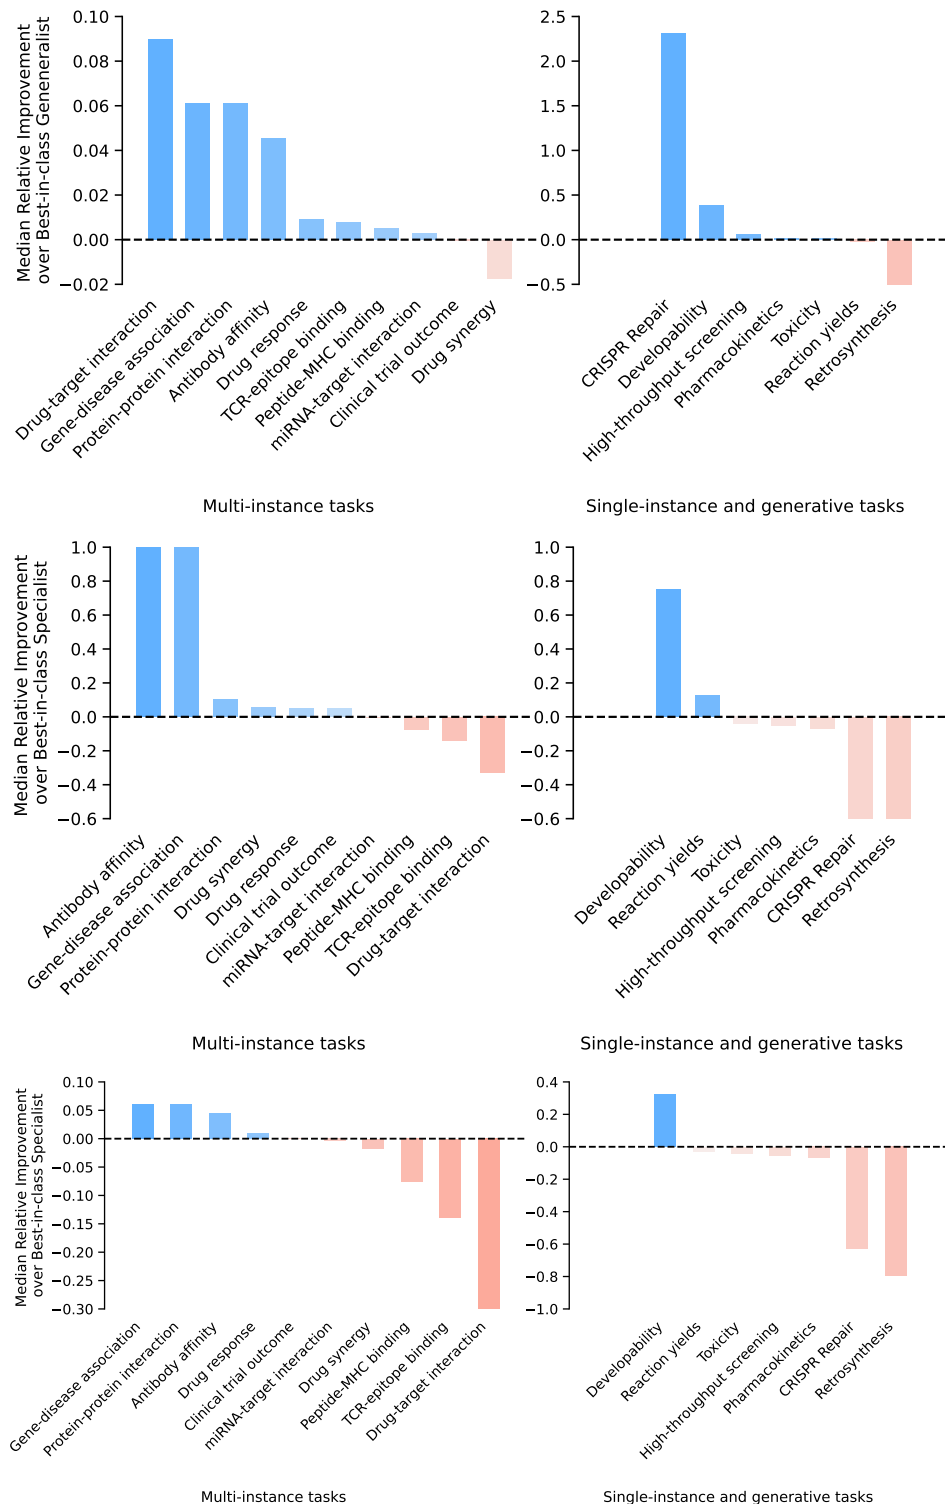 Median Relative Improvement
over Best-in-class Geneneralist
0.10
0.08
0.06
0.04
0.02
0.00
−0.02
Drug-target interaction
Gene-disease association
Protein-protein interaction
Antibody affinity
Drug response
TCR-epitope binding
Peptide-MHC binding
miRNA-target interaction
Clinical trial outcome
Drug synergy
Multi-instance tasks
2.5
2.0
1.5
1.0
0.5
0.0
−0.5
CRISPR Repair
Developability
High-throughput screening
Pharmacokinetics
Toxicity
Reaction yields
Retrosynthesis
Single-instance and generative tasks
Median Relative Improvement
over Best-in-class Specialist
1.0
0.8
0.6
0.4
0.2
0.0
−0.2
−0.4
−0.6
Antibody affinity
Gene-disease association
Protein-protein interaction
Drug synergy
Drug response
Clinical trial outcome
miRNA-target interaction
Peptide-MHC binding
TCR-epitope binding
Drug-target interaction
Multi-instance tasks
1.0
0.8
0.6
0.4
0.2
0.0
−0.2
−0.4
−0.6
Developability
Reaction yields
Toxicity
High-throughput screening
Pharmacokinetics
CRISPR Repair
Retrosynthesis
Single-instance and generative tasks
Median Relative Improvement
over Best-in-class Specialist
0.10
0.05
0.00
−0.05
−0.10
−0.15
−0.20
−0.25
−0.30
Gene-disease association
Protein-protein interaction
Antibody affinity
Drug response
Clinical trial outcome
miRNA-target interaction
Drug synergy
Peptide-MHC binding
TCR-epitope binding
Drug-target interaction
Multi-instance tasks
0.4
0.2
0.0
−0.2
−0.4
−0.6
−0.8
−1.0
Developability
Reaction yields
Toxicity
High-throughput screening
Pharmacokinetics
CRISPR Repair
Retrosynthesis
Single-instance and generative tasks